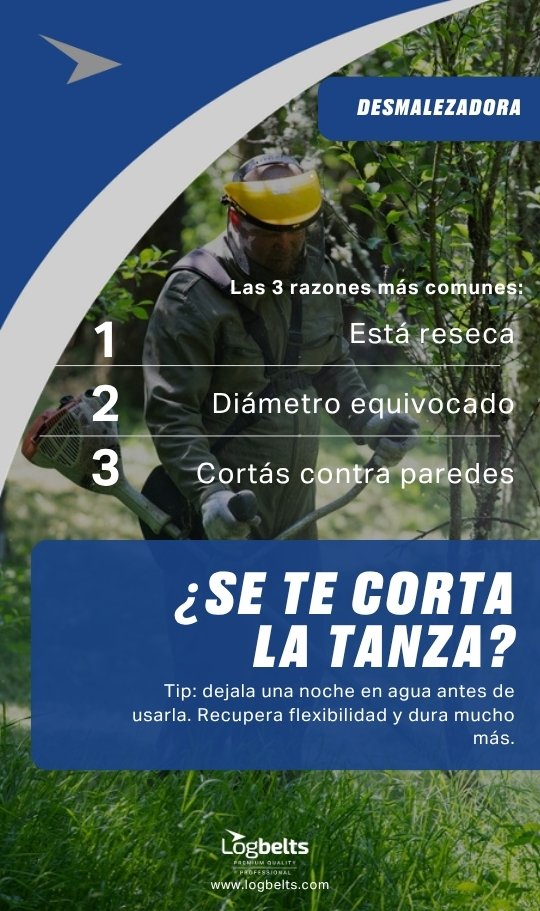 DESMALEZADORA
Las 3 razones más comunes:
1 Está reseca
2 Diámetro equivocado
3 Cortás contra paredes
¿SE TE CORTA
LA TANZA?
Tip: dejala una noche en agua antes de
usarla. Recupera flexibilidad y dura mucho
más.
Logbelts
PREMIUM QUALITY
PROFESSIONAL
www.logbelts.com